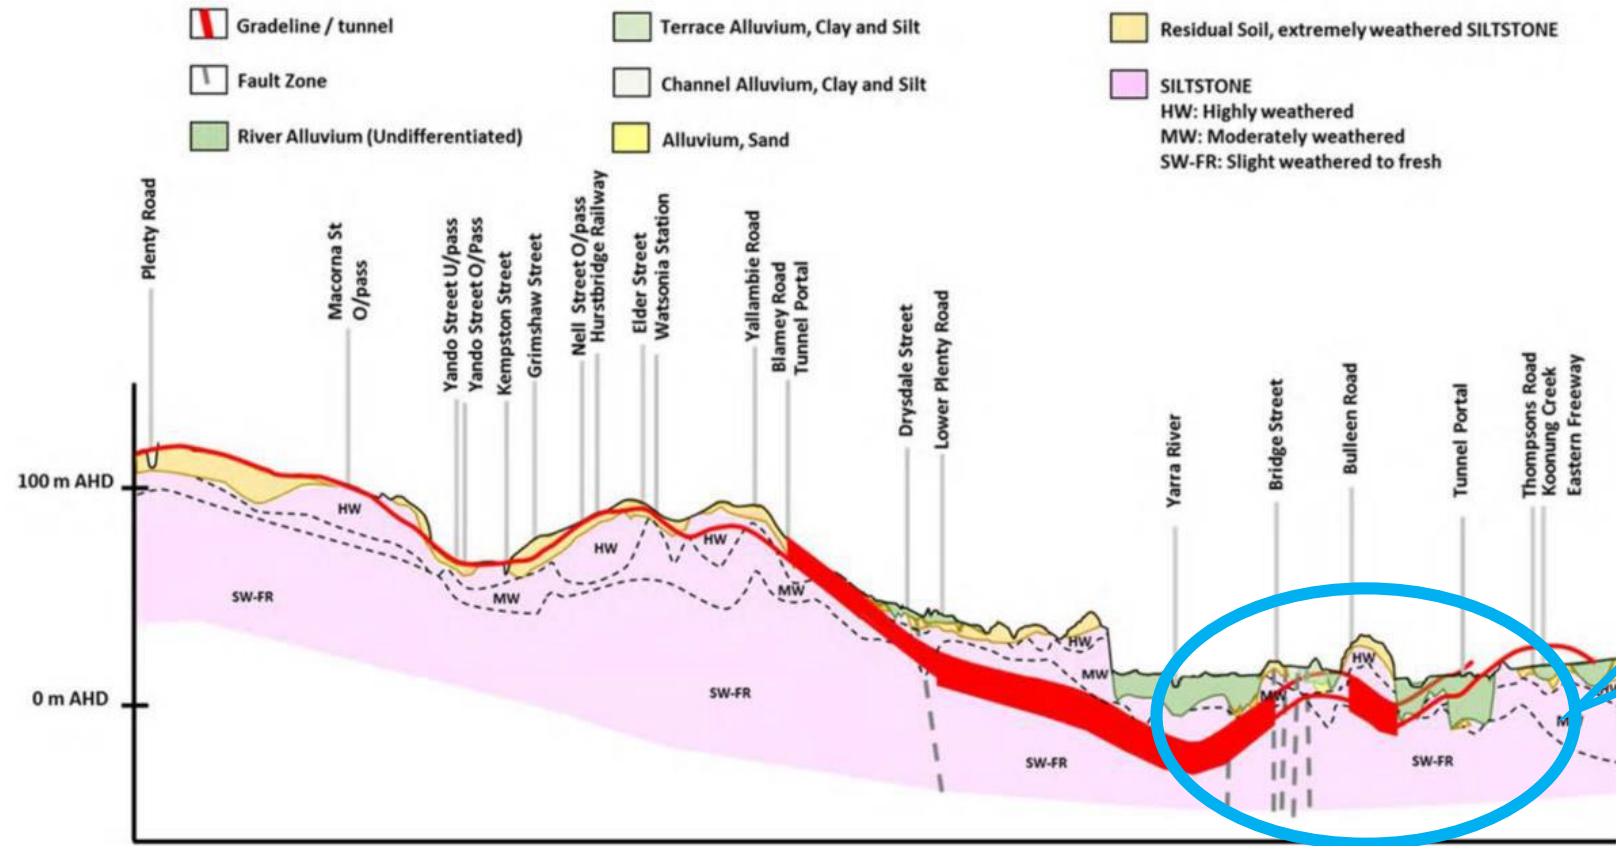 Gradeline / tunnel
Fault Zone
River Alluvium (Undifferentiated)
Terrace Alluvium, Clay and Silt
Channel Alluvium, Clay and Silt
Alluvium, Sand
Residual Soil, extremely weathered SILTSTONE
SILTSTONE
HW: Highly weathered
MW: Moderately weathered
SW-FR: Slight weathered to fresh
Plenty Road
Macorna St
O/pass
Yando Street U/pass
Yando Street O/Pass
Kempston Street
Grimshaw Street
Nell Street O/pass
Hurstbridge Railway
Elder Street
Watsonia Station
Yallambie Road
Blamey Road
Tunnel Portal
Drysdale Street
Lower Plenty Road
Yarra River
Bridge Street
Bulleen Road
Tunnel Portal
Thompsons Road
Koonung Creek
Eastern Freeway
100 m AHD
0 m AHD
HW
SW-FR
MW
HW
HW
MW
SW-FR
HW
MW
SW-FR
MW
HW
SW-FR